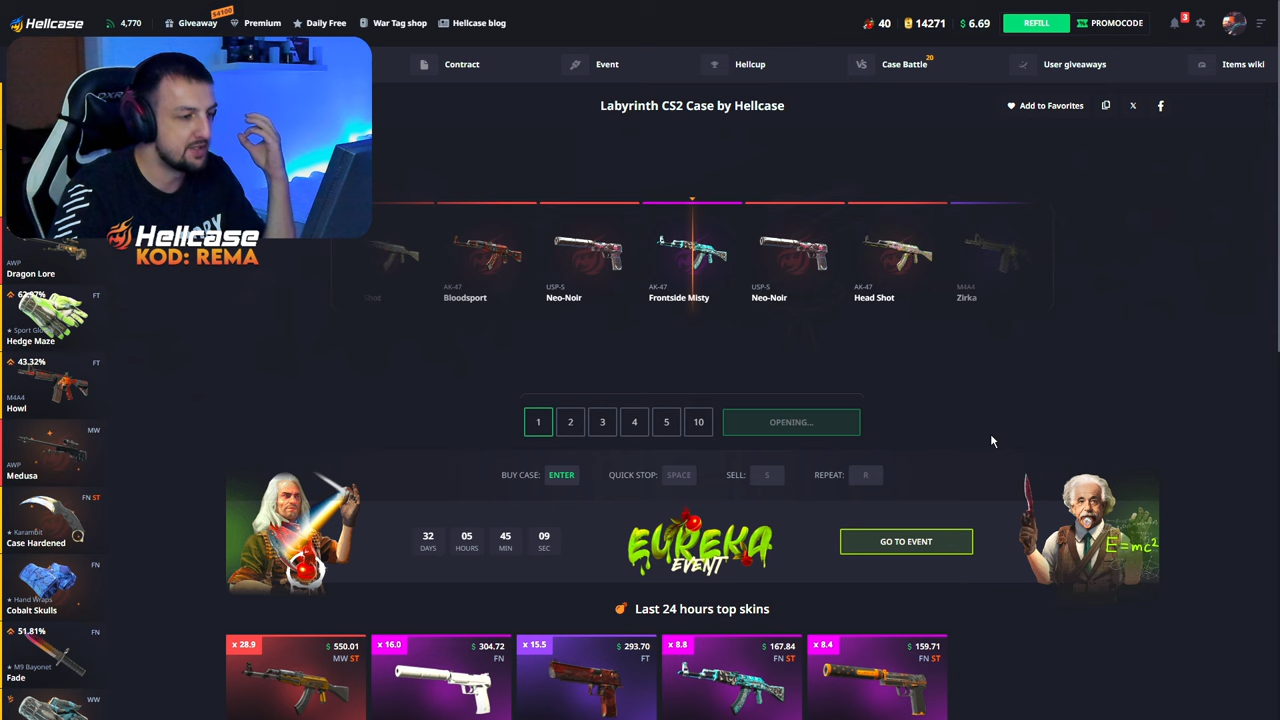 Hellcase
4,770
Giveaway
$4100
Premium
Daily Free
War Tag shop
Hellcase blog
40
14271
$ 6.69
REFILL
PROMOCODE
3
Contract
Event
Hellcup
VS
Case Battle
20
User giveaways
Items wiki
Labyrinth CS2 Case by Hellcase
Add to Favorites
Hellcase
KOD: REMA
AWP
Dragon Lore
62.97%
FT
★ Sport Glo
Hedge Maze
43.32%
FT
M4A4
Howl
MW
AWP
Medusa
FN ST
★ Karambit
Case Hardened
FN
★ Hand Wraps
Cobalt Skulls
51.81%
FN
★ M9 Bayonet
Fade
WW
Shot
AK-47
Bloodsport
USP-S
Neo-Noir
AK-47
Frontside Misty
USP-S
Neo-Noir
AK-47
Head Shot
M4A4
Zirka
1
2
3
4
5
10
OPENING...
BUY CASE:
ENTER
QUICK STOP:
SPACE
SELL:
S
REPEAT:
R
32
DAYS
05
HOURS
45
MIN
09
SEC
EUREKA
EVENT
GO TO EVENT
E=mc²
Last 24 hours top skins
x 28.9
$ 550.01
MW ST
x 16.0
$ 304.72
FN
x 15.5
$ 293.70
FT
x 8.8
$ 167.84
FN ST
x 8.4
$ 159.71
FN ST